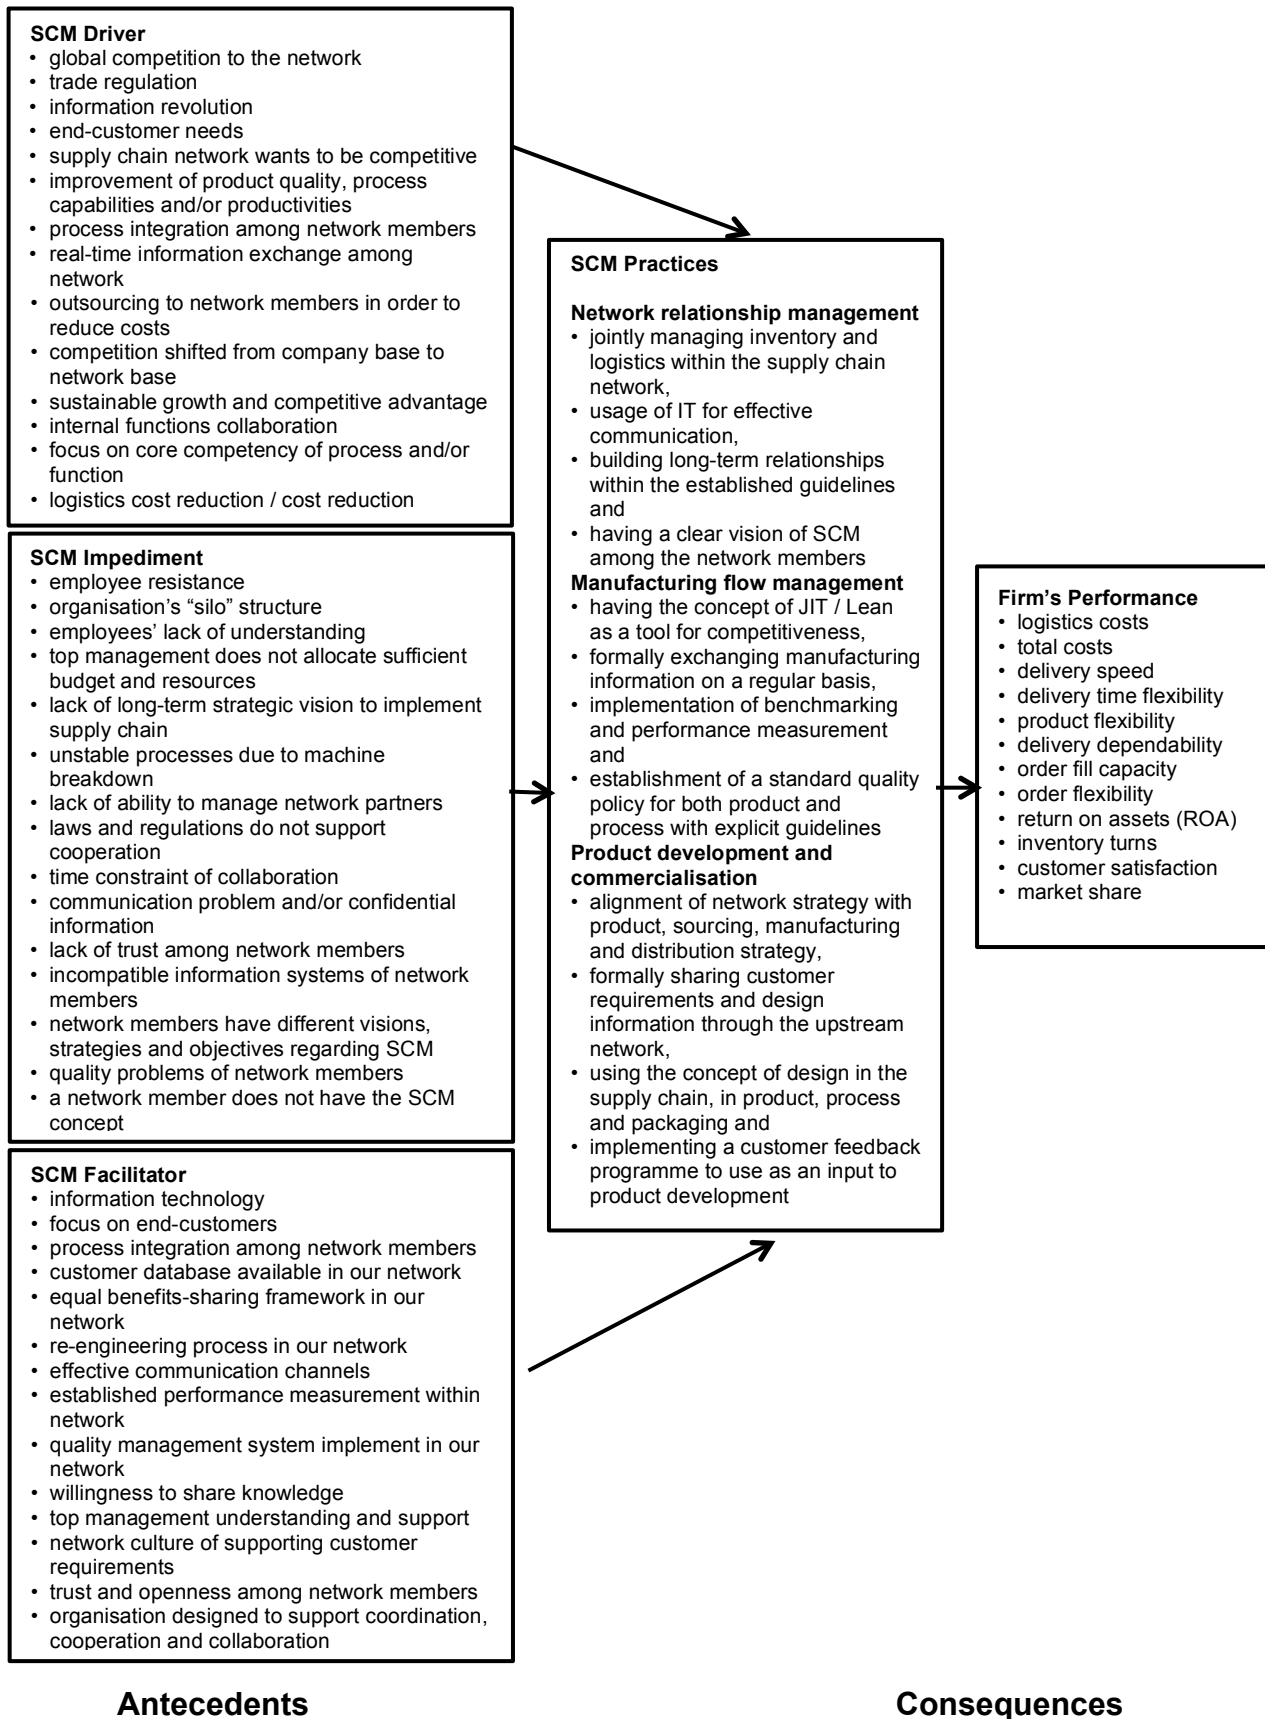 SCM Driver
• global competition to the network
• trade regulation
• information revolution
• end-customer needs
• supply chain network wants to be competitive
• improvement of product quality, process
capabilities and/or productivities
• process integration among network members
• real-time information exchange among
network
• outsourcing to network members in order to
reduce costs
• competition shifted from company base to
network base
• sustainable growth and competitive advantage
• internal functions collaboration
• focus on core competency of process and/or
function
• logistics cost reduction / cost reduction
SCM Impediment
• employee resistance
• organisation's “silo” structure
• employees' lack of understanding
• top management does not allocate sufficient
budget and resources
• lack of long-term strategic vision to implement
supply chain
• unstable processes due to machine
breakdown
• lack of ability to manage network partners
• laws and regulations do not support
cooperation
• time constraint of collaboration
• communication problem and/or confidential
information
• lack of trust among network members
• incompatible information systems of network
members
• network members have different visions,
strategies and objectives regarding SCM
• quality problems of network members
• a network member does not have the SCM
concept
SCM Facilitator
• information technology
• focus on end-customers
• process integration among network members
• customer database available in our network
• equal benefits-sharing framework in our
network
• re-engineering process in our network
• effective communication channels
• established performance measurement within
network
• quality management system implement in our
network
• willingness to share knowledge
• top management understanding and support
• network culture of supporting customer
requirements
• trust and openness among network members
• organisation designed to support coordination,
cooperation and collaboration
SCM Practices
Network relationship management
• jointly managing inventory and
logistics within the supply chain
network,
• usage of IT for effective
communication,
• building long-term relationships
within the established guidelines
and
• having a clear vision of SCM
among the network members
Manufacturing flow management
• having the concept of JIT / Lean
as a tool for competitiveness,
• formally exchanging manufacturing
information on a regular basis,
• implementation of benchmarking
and performance measurement
and
• establishment of a standard quality
policy for both product and
process with explicit guidelines
Product development and
commercialisation
• alignment of network strategy with
product, sourcing, manufacturing
and distribution strategy,
• formally sharing customer
requirements and design
information through the upstream
network,
• using the concept of design in the
supply chain, in product, process
and packaging and
• implementing a customer feedback
programme to use as an input to
product development
Firm's Performance
• logistics costs
• total costs
• delivery speed
• delivery time flexibility
• product flexibility
• delivery dependability
• order fill capacity
• order flexibility
• return on assets (ROA)
• inventory turns
• customer satisfaction
• market share
Antecedents
Consequences